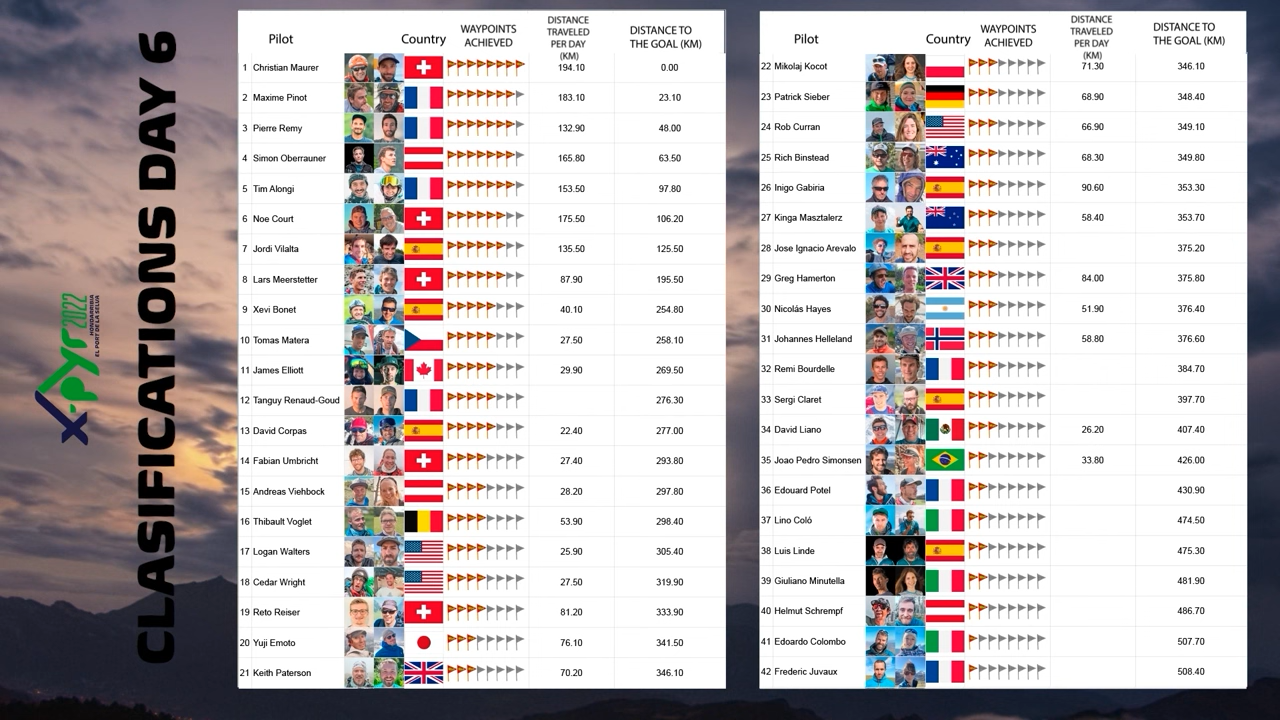 CLASIFICATIONS DAY 6
X-Pyr 2022
HONDARRIBIA
EL PORT DE LA SELVA
Pilot Country WAYPOINTS ACHIEVED DISTANCE TRAVELED PER DAY (KM) DISTANCE TO THE GOAL (KM)
1 Christian Maurer 194.10 0.00
2 Maxime Pinot 183.10 23.10
3 Pierre Remy 132.90 48.00
4 Simon Oberrauner 165.80 63.50
5 Tim Alongi 153.50 97.80
6 Noe Court 175.50 106.20
7 Jordi Vilalta 135.50 125.50
8 Lars Meerstetter 87.90 195.50
9 Xevi Bonet 40.10 254.80
10 Tomas Matera 27.50 258.10
11 James Elliott 29.90 269.50
12 Tanguy Renaud-Goud 276.30
13 David Corpas 22.40 277.00
14 Fabian Umbricht 27.40 293.80
15 Andreas Viehbock 28.20 297.80
16 Thibault Voglet 53.90 298.40
17 Logan Walters 25.90 305.40
18 Cedar Wright 27.50 319.90
19 Reto Reiser 81.20 333.90
20 Yuji Emoto 76.10 341.50
21 Keith Paterson 70.20 346.10
Pilot Country WAYPOINTS ACHIEVED DISTANCE TRAVELED PER DAY (KM) DISTANCE TO THE GOAL (KM)
22 Mikolaj Kocot 71.30 346.10
23 Patrick Sieber 68.90 348.40
24 Rob Curran 66.90 349.10
25 Rich Binstead 68.30 349.80
26 Inigo Gabiria 90.60 353.30
27 Kinga Masztalerz 58.40 353.70
28 Jose Ignacio Arevalo 375.20
29 Greg Hamerton 84.00 375.80
30 Nicolás Hayes 51.90 376.40
31 Johannes Helleland 58.80 376.60
32 Remi Bourdelle 384.70
33 Sergi Claret 397.70
34 David Liano 26.20 407.40
35 Joao Pedro Simonsen 33.80 426.00
36 Edouard Potel 430.90
37 Lino Coló 474.50
38 Luis Linde 475.30
39 Giuliano Minutella 481.90
40 Helmut Schrempf 486.70
41 Edoardo Colombo 507.70
42 Frederic Juvaux 508.40